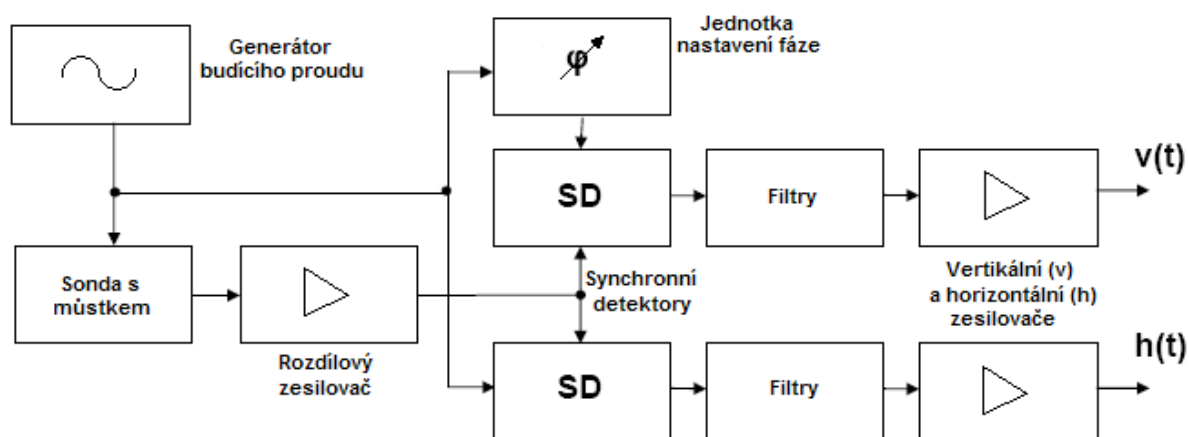 Generátor
budícího proudu
φ
Jednotka
nastavení fáze
SD
Filtry
v(t)
Sonda s
můstkem
Rozdílový
zesilovač
Synchronní
detektory
Vertikální (v)
a horizontální (h)
zesilovače
SD
Filtry
h(t)